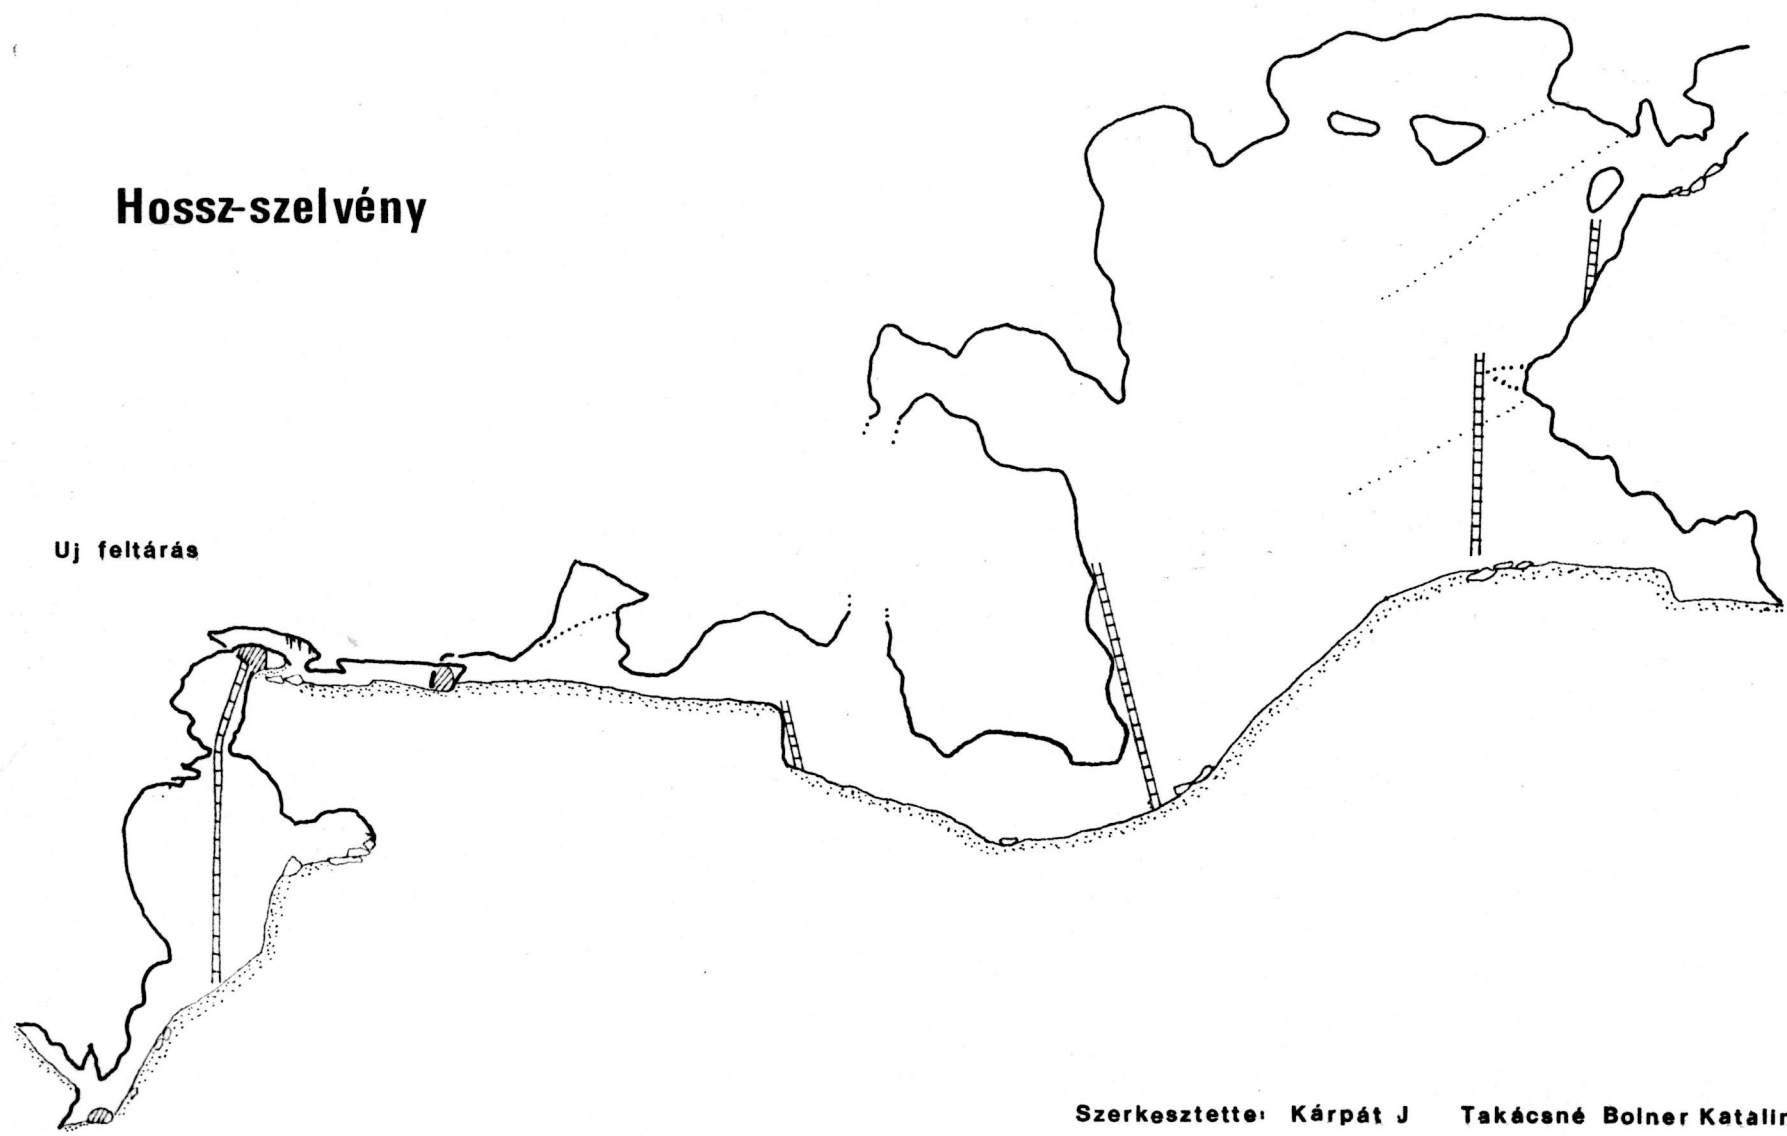 Hossz-szelvény
Uj feltárás
Szerkesztette: Kárpát J Takácsné Bolner Katalin